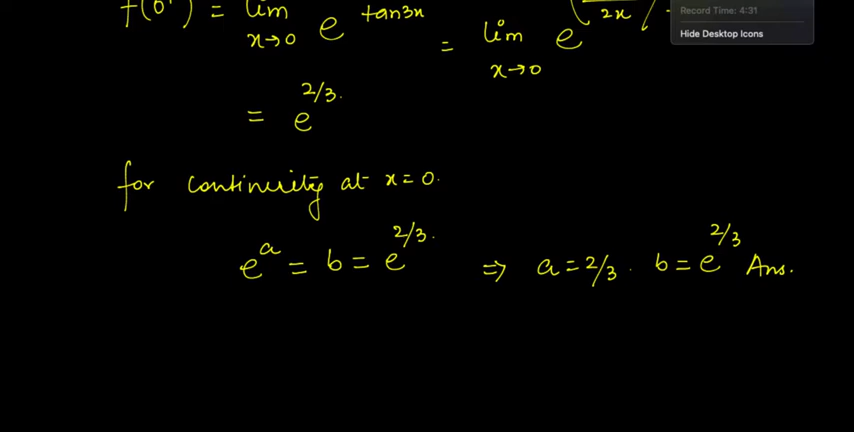 f(0⁺) = lim x→0 e^tan3x = lim x→0 e^( /2x)
Record Time: 4:31
Hide Desktop Icons
= e^2/3.
for continuity at x=0.
e^a = b = e^2/3. ⇒ a = 2/3. b = e^2/3 Ans.